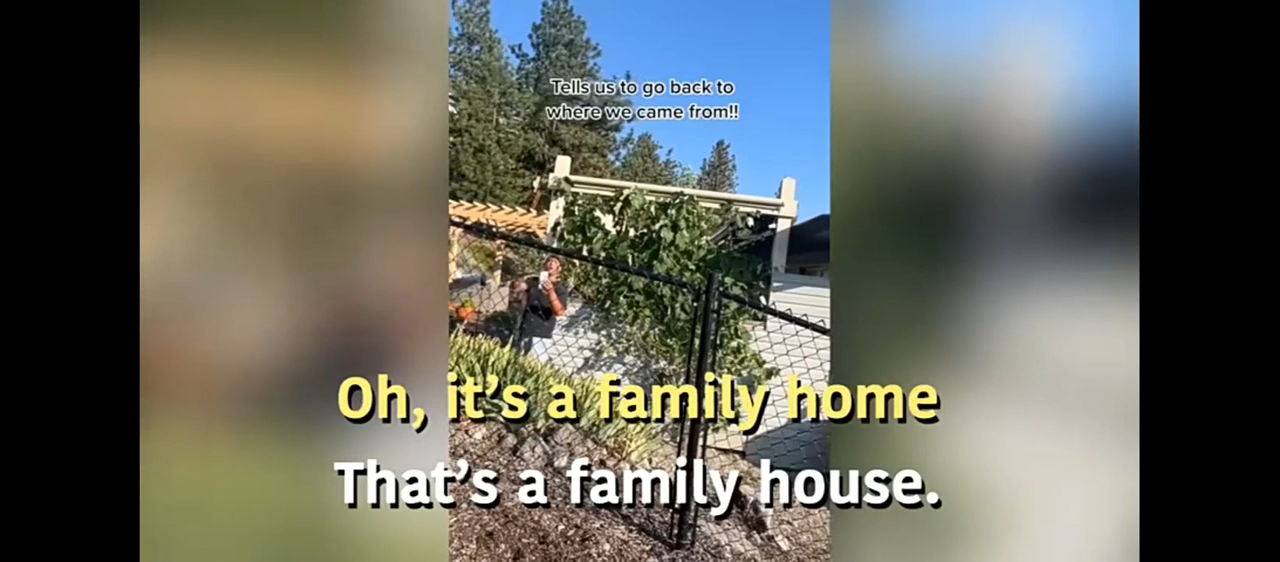 Tells us to go back to
where we came from!!
Oh, it's a family home
That's a family house.